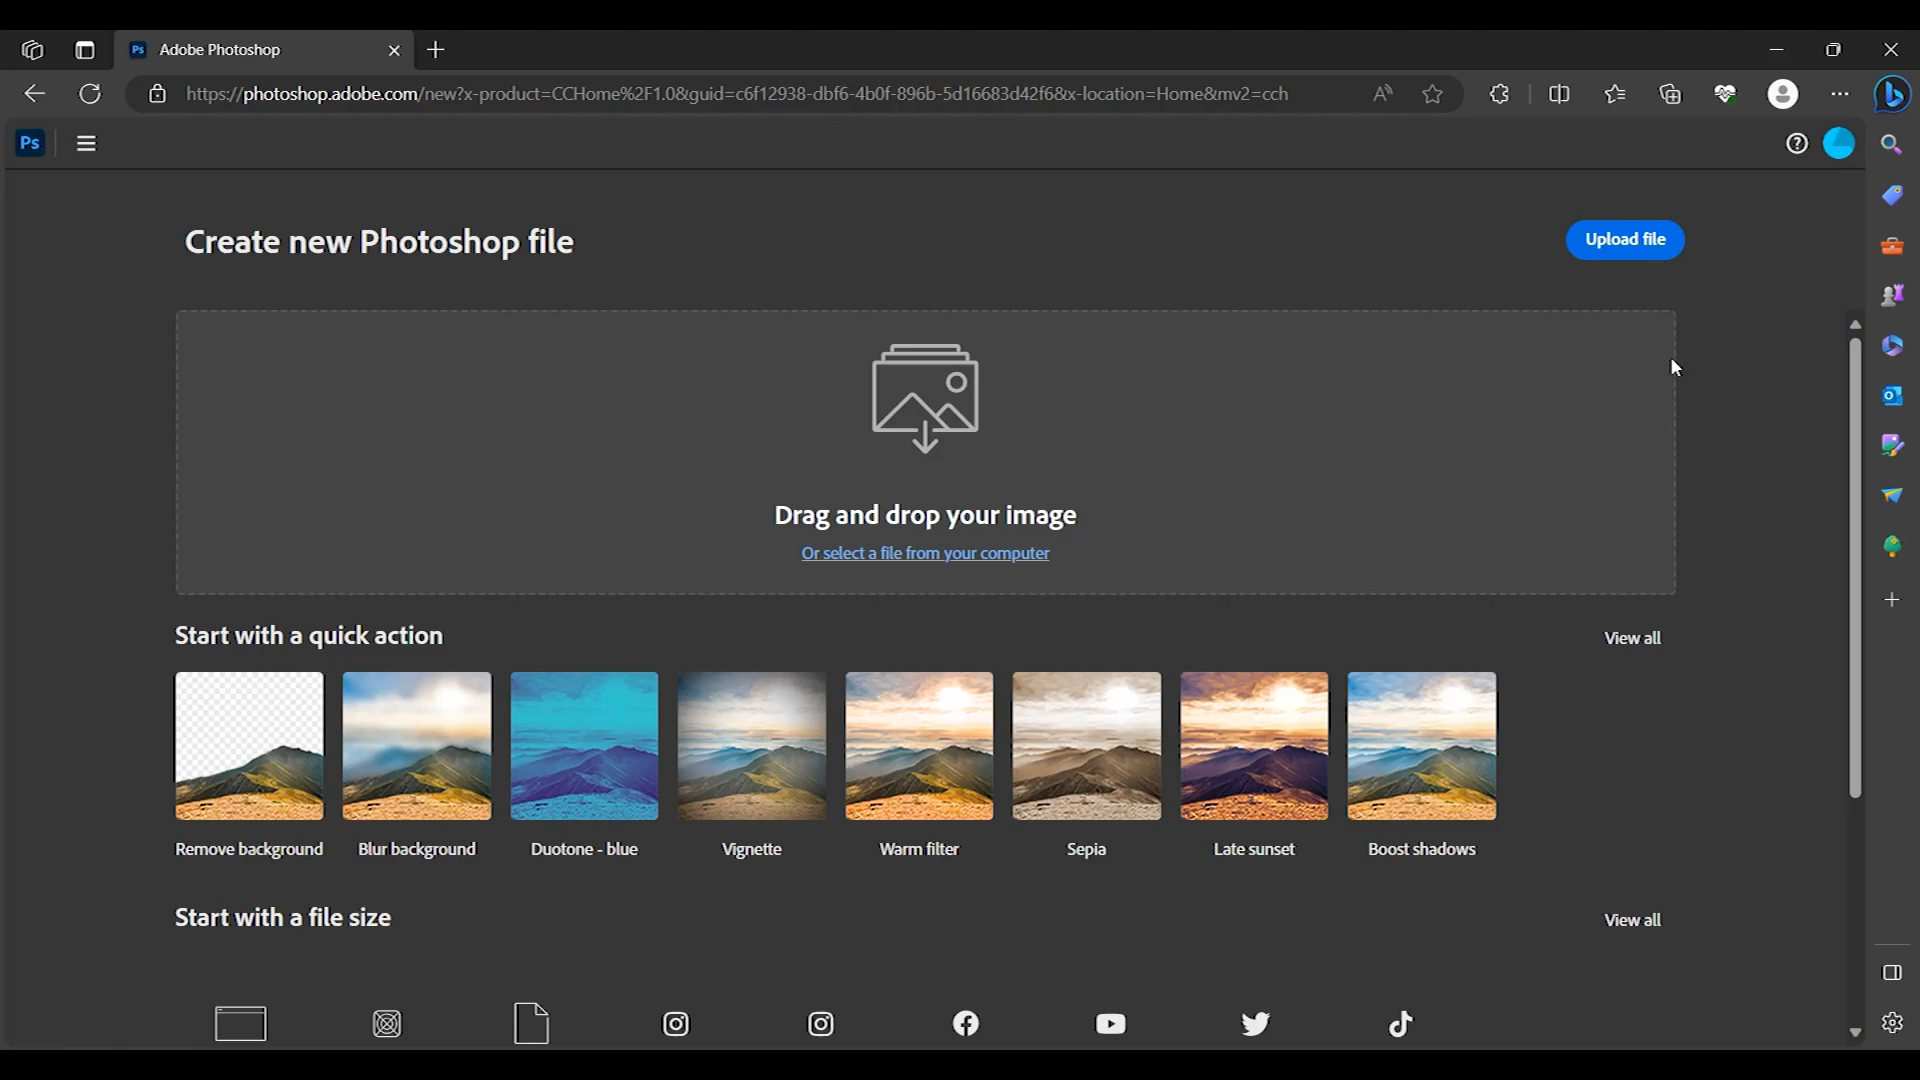 Ps Adobe Photoshop
https://photoshop.adobe.com/new?x-product=CCHome%2F1.0&guid=c6f12938-dbf6-4b0f-896b-5d16683d42f6&x-location=Home&mv2=cch
Ps
Create new Photoshop file
Upload file
Drag and drop your image
Or select a file from your computer
Start with a quick action
View all
Remove background Blur background Duotone - blue Vignette Warm filter Sepia Late sunset Boost shadows
Start with a file size
View all